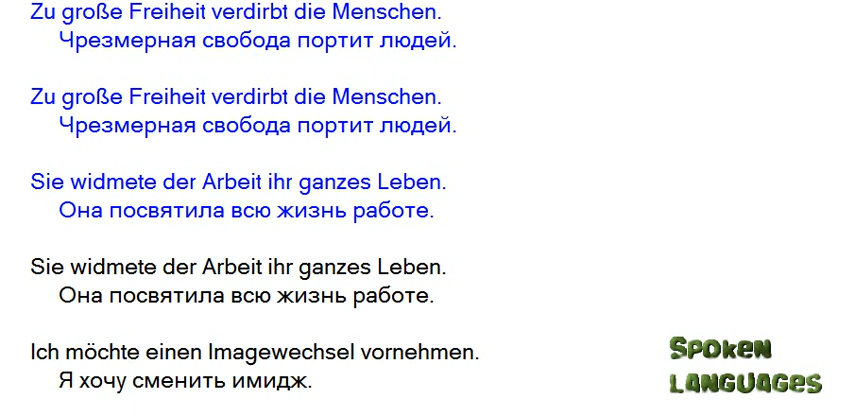 Zu große Freiheit verdirbt die Menschen.
Чрезмерная свобода портит людей.
Zu große Freiheit verdirbt die Menschen.
Чрезмерная свобода портит людей.
Sie widmete der Arbeit ihr ganzes Leben.
Она посвятила всю жизнь работе.
Sie widmete der Arbeit ihr ganzes Leben.
Она посвятила всю жизнь работе.
Ich möchte einen Imagewechsel vornehmen.
Я хочу сменить имидж.
Spoken
Languages